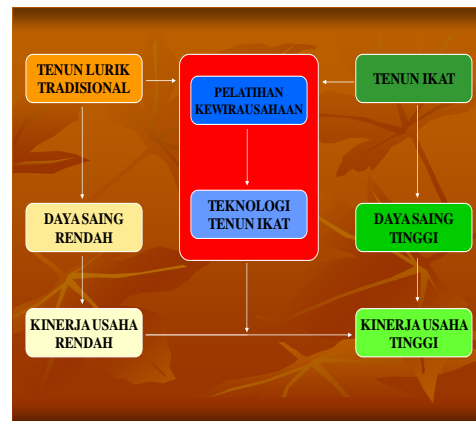 TENUN LURIK
TRADISIONAL
PELATIHAN
KEWIRAUSAHAAN
TENUN IKAT
TEKNOLOGI
TENUN IKAT
DAYA SAING
RENDAH
DAYA SAING
TINGGI
KINERJA USAHA
RENDAH
KINERJA USAHA
TINGGI